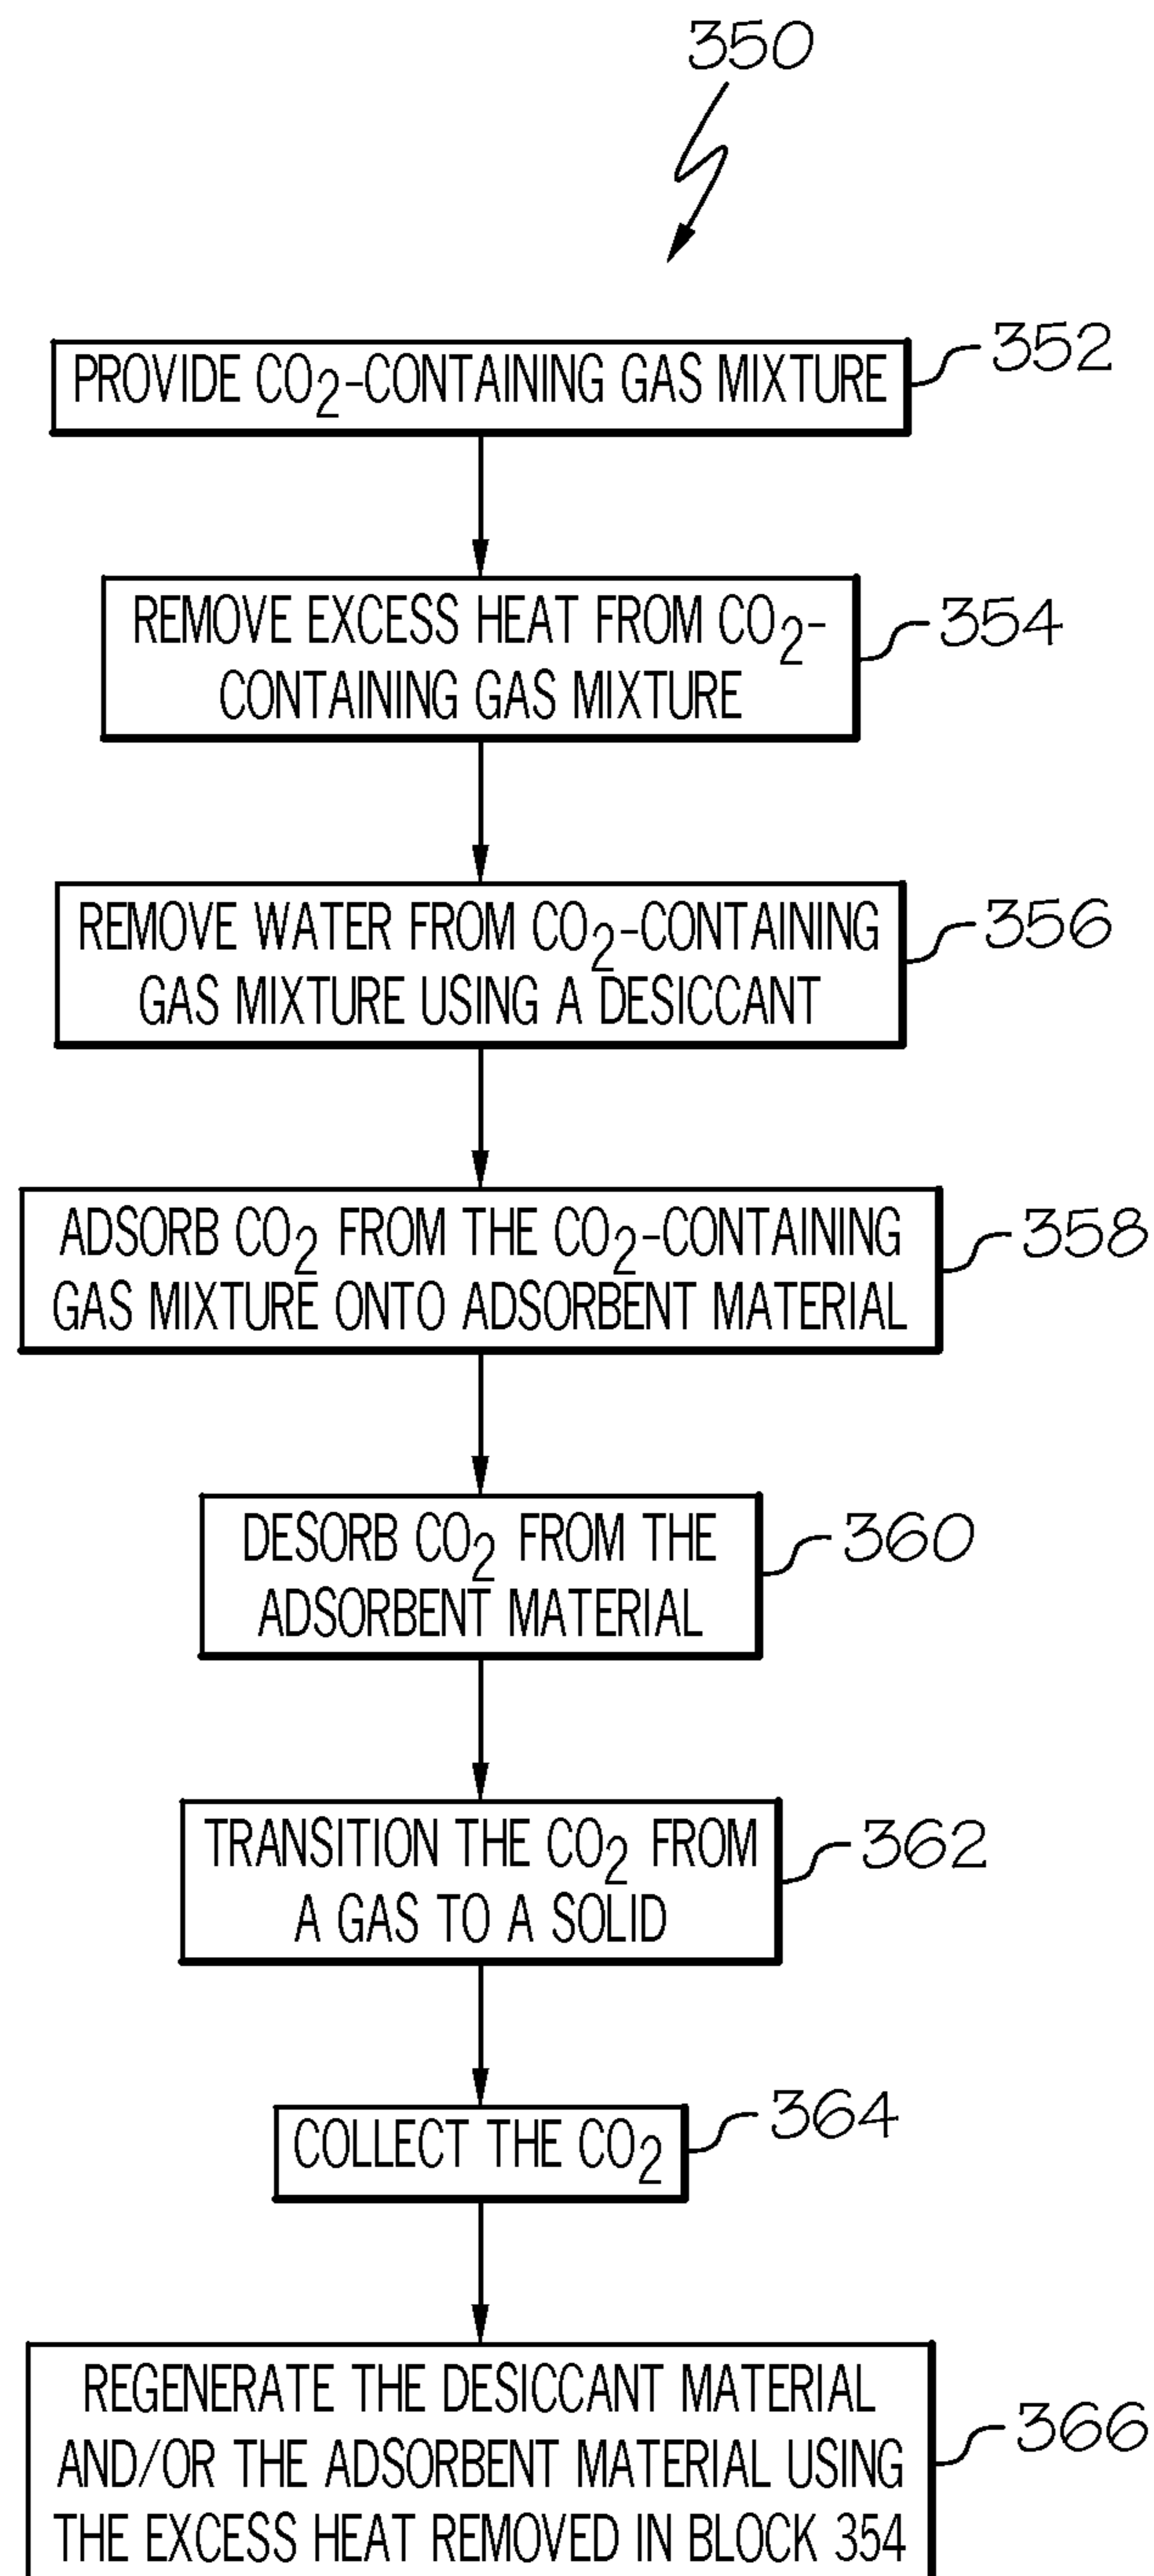 350
PROVIDE CO2-CONTAINING GAS MIXTURE
352
REMOVE EXCESS HEAT FROM CO2-
CONTAINING GAS MIXTURE
354
REMOVE WATER FROM CO2-CONTAINING
GAS MIXTURE USING A DESICCANT
356
ADSORB CO2 FROM THE CO2-CONTAINING
GAS MIXTURE ONTO ADSORBENT MATERIAL
358
DESORB CO2 FROM THE
ADSORBENT MATERIAL
360
TRANSITION THE CO2 FROM
A GAS TO A SOLID
362
COLLECT THE CO2
364
REGENERATE THE DESICCANT MATERIAL
AND/OR THE ADSORBENT MATERIAL USING
THE EXCESS HEAT REMOVED IN BLOCK 354
366